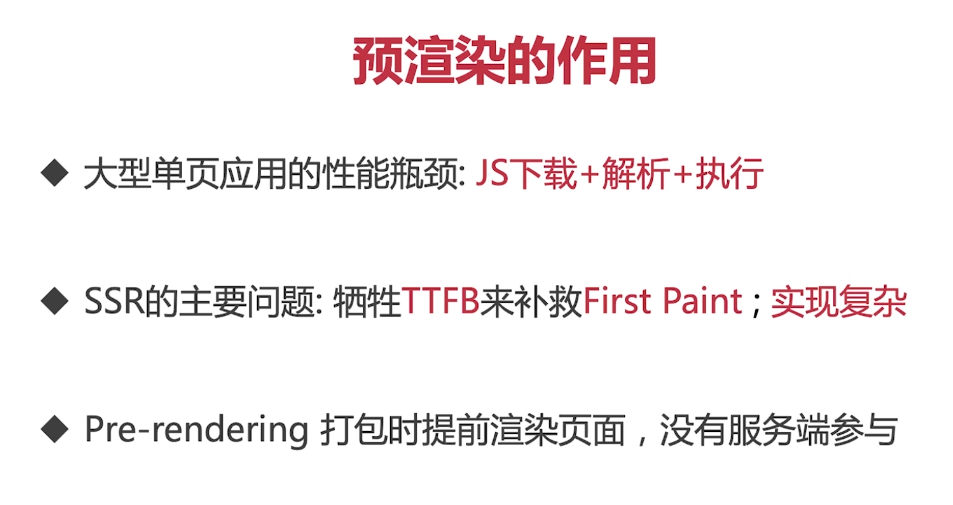 预渲染的作用
◆ 大型单页应用的性能瓶颈: JS下载+解析+执行
◆ SSR的主要问题: 牺牲TTFB来补救First Paint ; 实现复杂
◆ Pre-rendering 打包时提前渲染页面，没有服务端参与